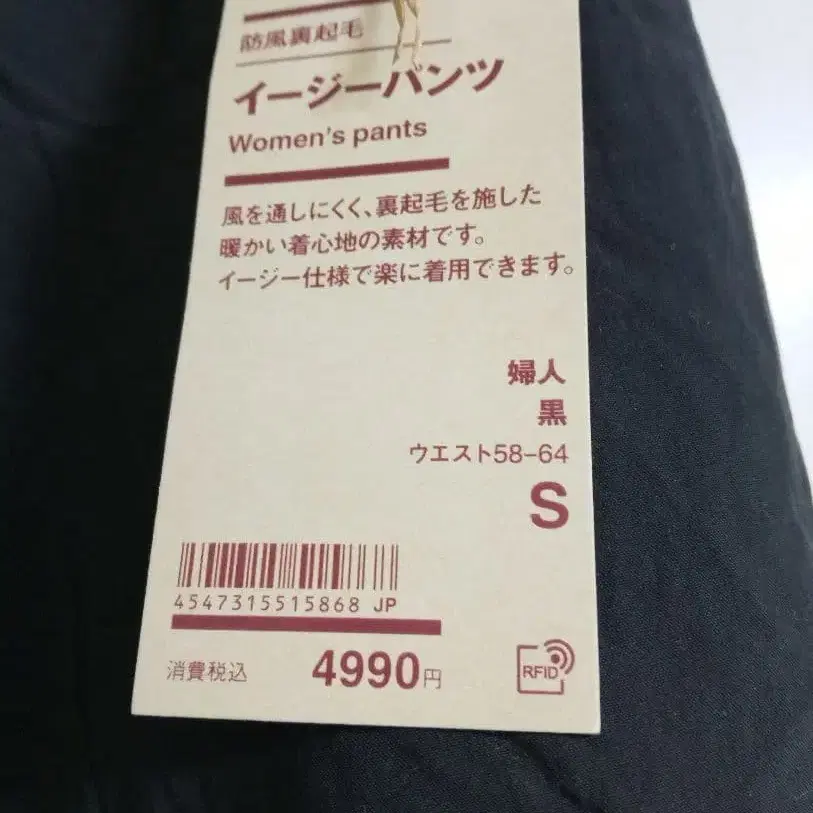 防風裏起毛
イージーパンツ
Women's pants
風を通しにくく、裏起毛を施した
暖かい着心地の素材です。
イージー仕様で楽に着用できます。
婦人
黒
ウエスト58-64
S
4547315515868 JP
消費税込 4990円
RFID